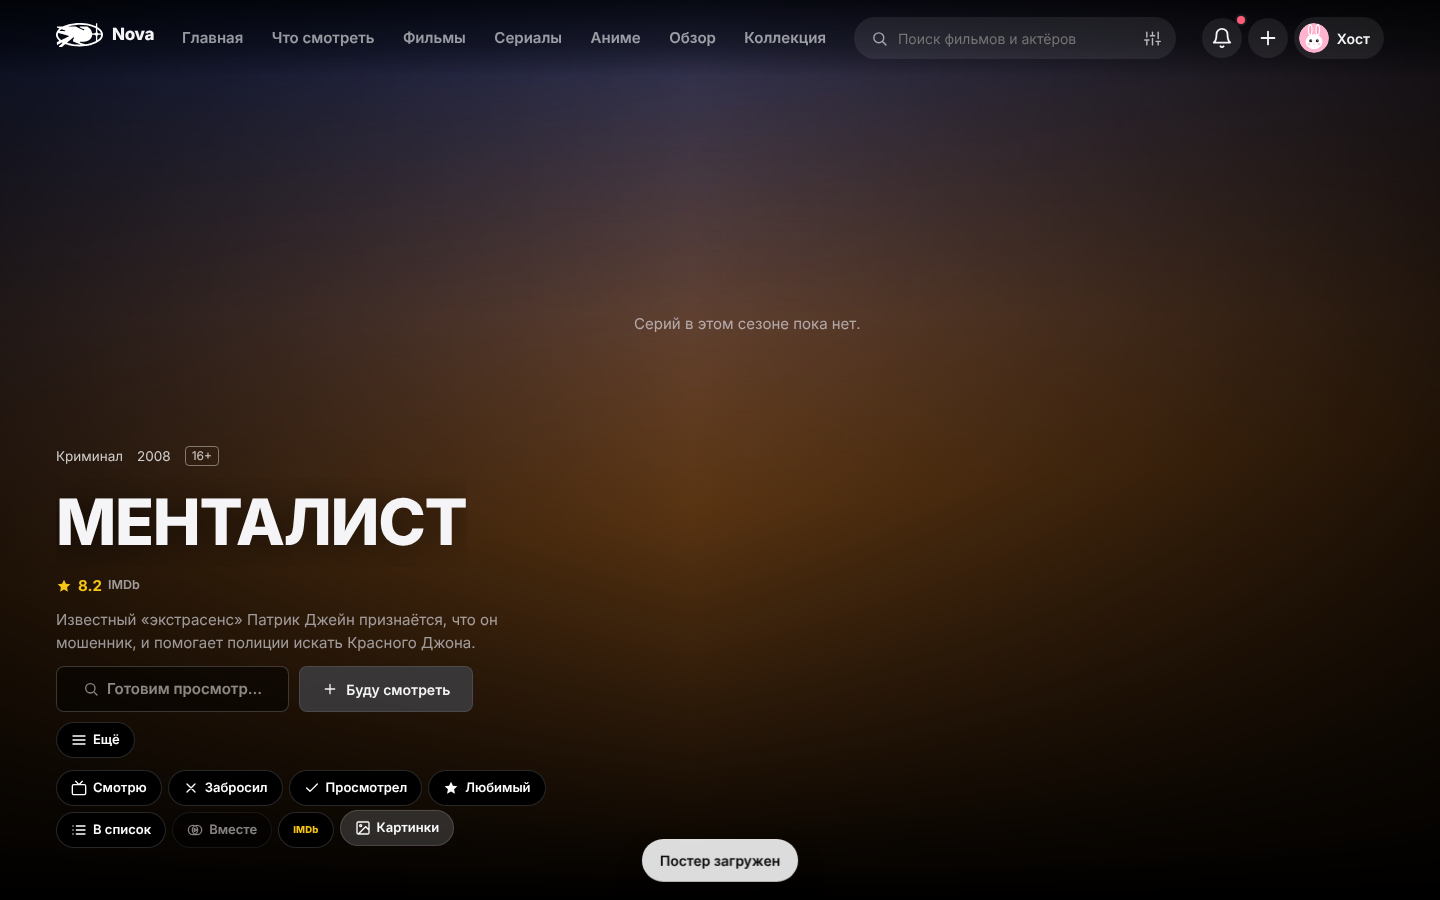 Nova
Главная
Что смотреть
Фильмы
Сериалы
Аниме
Обзор
Коллекция
Поиск фильмов и актёров
Хост
Серий в этом сезоне пока нет.
Криминал 2008 16+
МЕНТАЛИСТ
8.2 IMDb
Известный «экстрасенс» Патрик Джейн признаётся, что он
мошенник, и помогает полиции искать Красного Джона.
Готовим просмотр...
Буду смотреть
Ещё
Смотрю
Забросил
Просмотрел
Любимый
В список
Вместе
IMDb
Картинки
Постер загружен